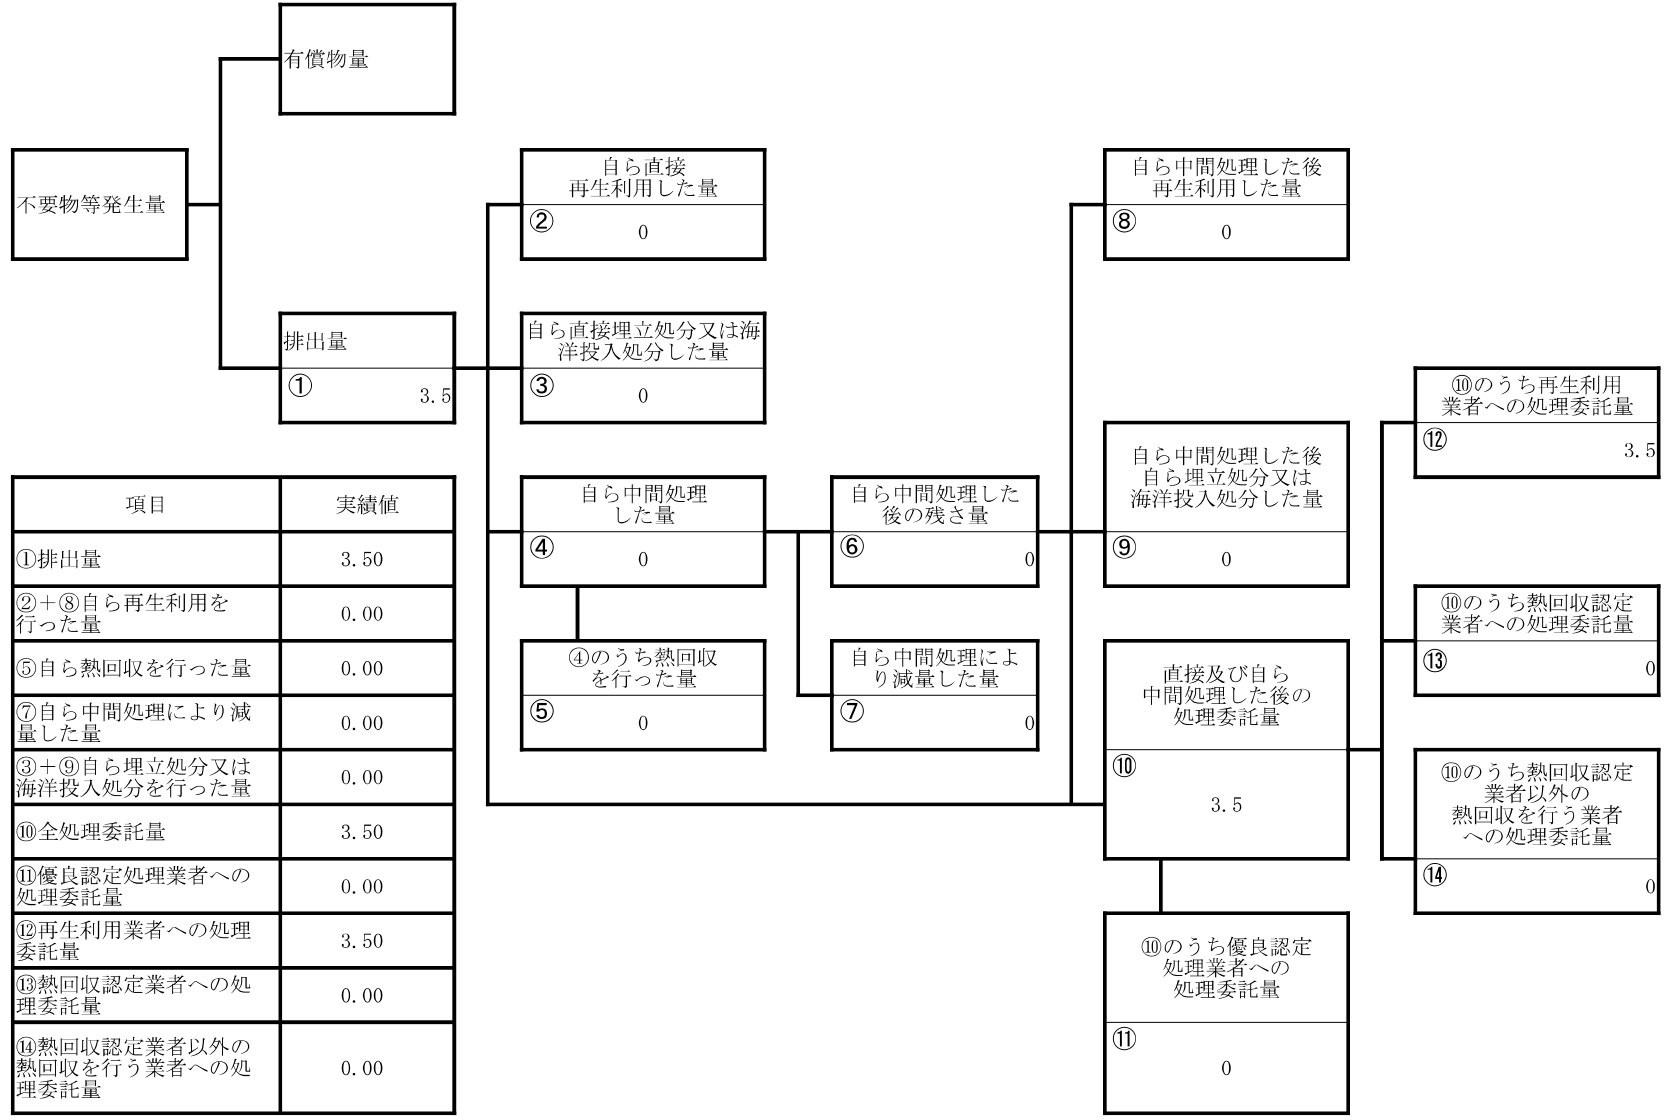 有償物量
不要物等発生量
排出量
①
3.5
自ら直接
再生利用した量
②
0
自ら直接埋立処分又は海
洋投入処分した量
③
0
自ら中間処理
した量
④
0
④のうち熱回収
を行った量
⑤
0
自ら中間処理した
後の残さ量
⑥
0
自ら中間処理によ
り減量した量
⑦
0
自ら中間処理した後
再生利用した量
⑧
0
自ら中間処理した後
自ら埋立処分又は
海洋投入処分した量
⑨
0
直接及び自ら
中間処理した後の
処理委託量
⑩
3.5
⑩のうち優良認定
処理業者への
処理委託量
⑪
0
⑩のうち再生利用
業者への処理委託量
⑫
3.5
⑩のうち熱回収認定
業者への処理委託量
⑬
0
⑩のうち熱回収認定
業者以外の
熱回収を行う業者
への処理委託量
⑭
0
項目 実績値
①排出量 3.50
②＋⑧自ら再生利用を
行った量 0.00
⑤自ら熱回収を行った量 0.00
⑦自ら中間処理により減
量した量 0.00
③＋⑨自ら埋立処分又は
海洋投入処分を行った量 0.00
⑩全処理委託量 3.50
⑪優良認定処理業者への
処理委託量 0.00
⑫再生利用業者への処理
委託量 3.50
⑬熱回収認定業者への処
理委託量 0.00
⑭熱回収認定業者以外の
熱回収を行う業者への処
理委託量 0.00